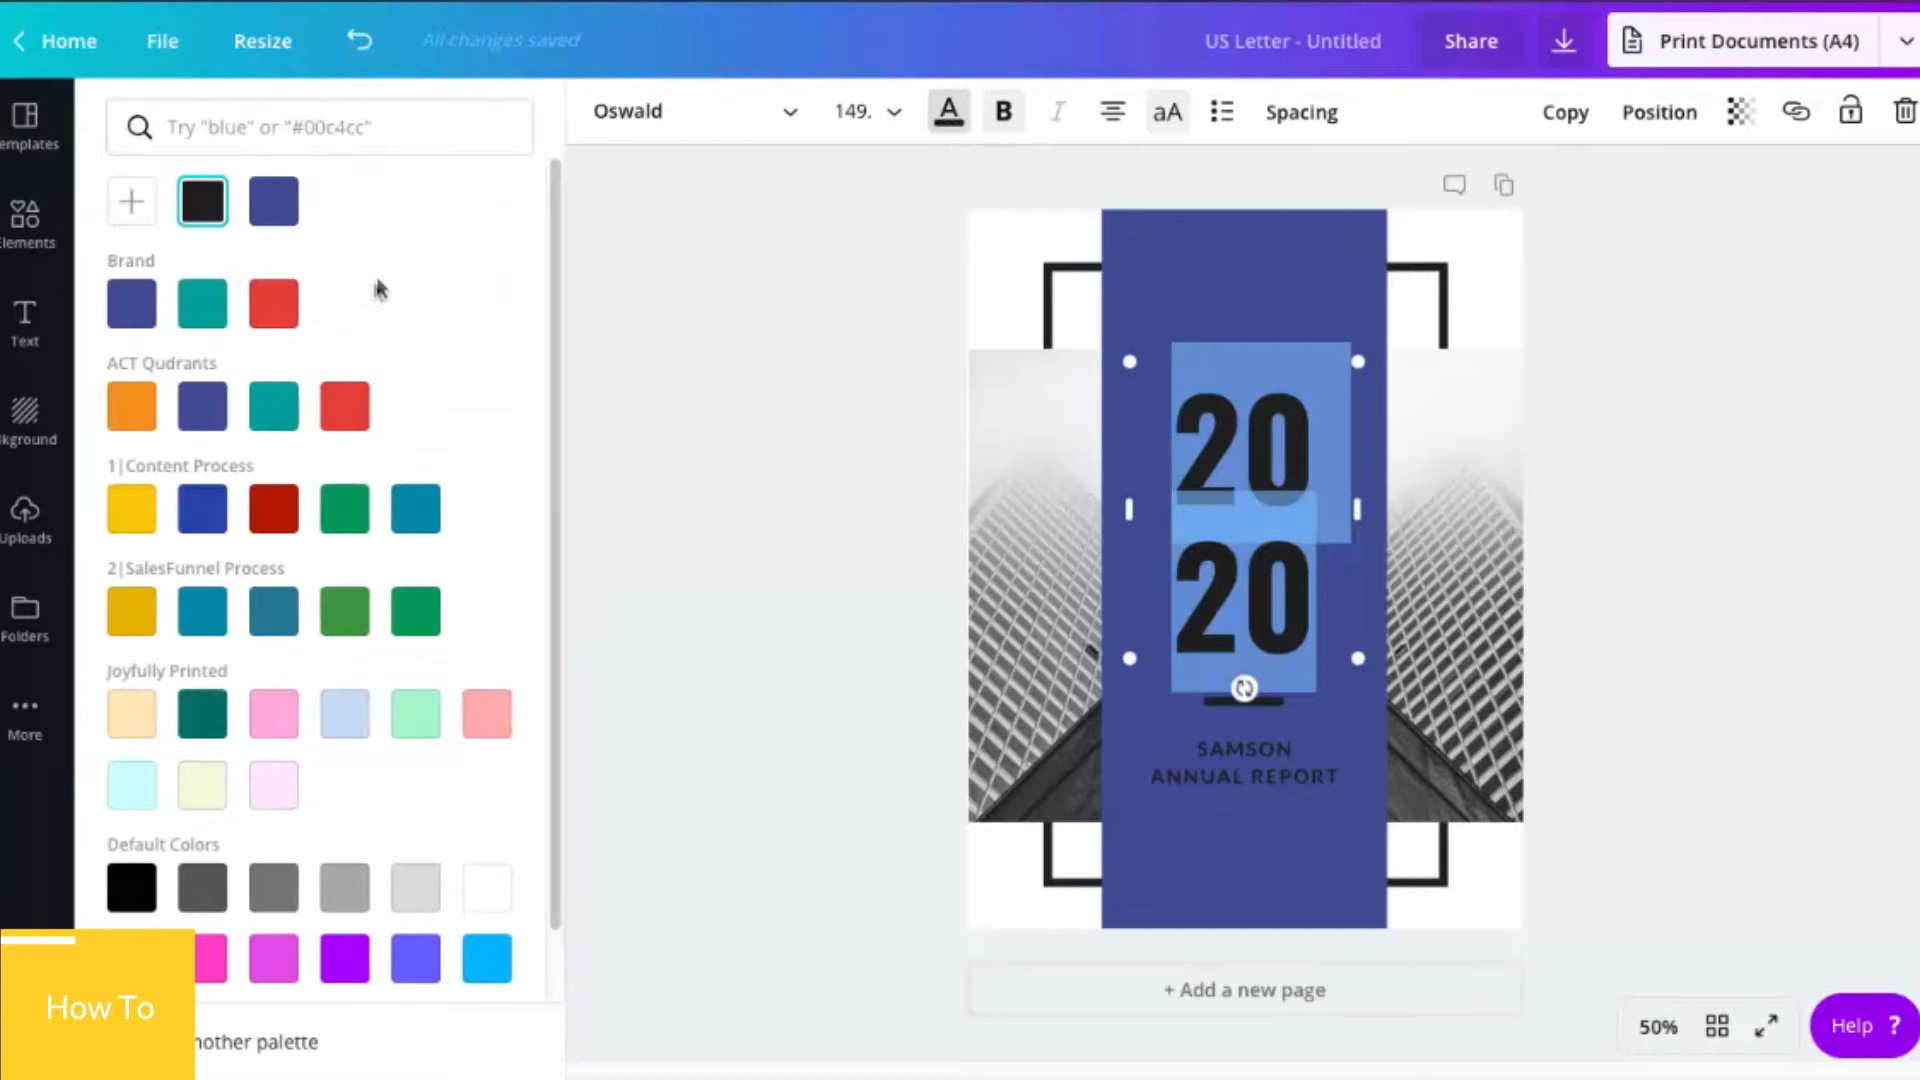 Home
File
Resize
All changes saved
US Letter - Untitled
Share
Print Documents (A4)
emplates
Elements
Text
kground
Uploads
Folders
More
Try "blue" or "#00c4cc"
Brand
ACT Qudrants
1|Content Process
2|SalesFunnel Process
Joyfully Printed
Default Colors
nother palette
How To
Oswald
149.
A
B
I
aA
Spacing
Copy
Position
20
20
SAMSON
ANNUAL REPORT
+ Add a new page
50%
Help ?